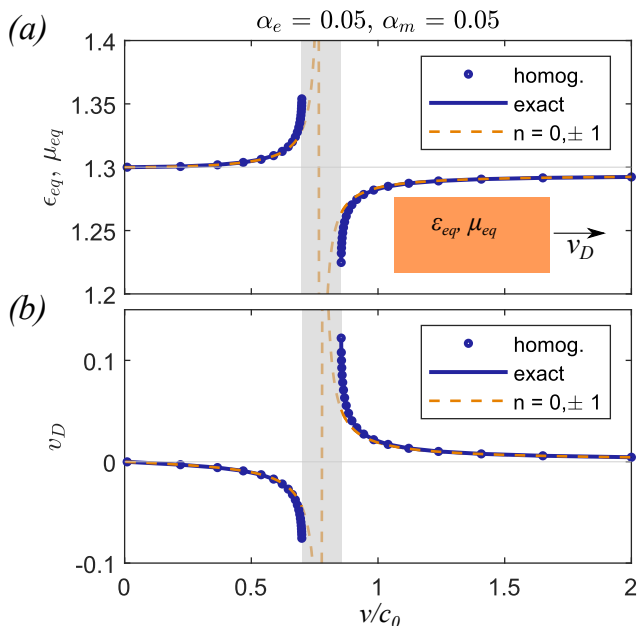 αe = 0.05, αm = 0.05
(a)
1.4
1.35
1.3
1.25
1.2
ϵeq, μeq
homog.
exact
n = 0,± 1
εeq, μeq
vD
(b)
0.1
0
-0.1
vD
homog.
exact
n = 0,± 1
0
0.5
1
1.5
2
v/c0